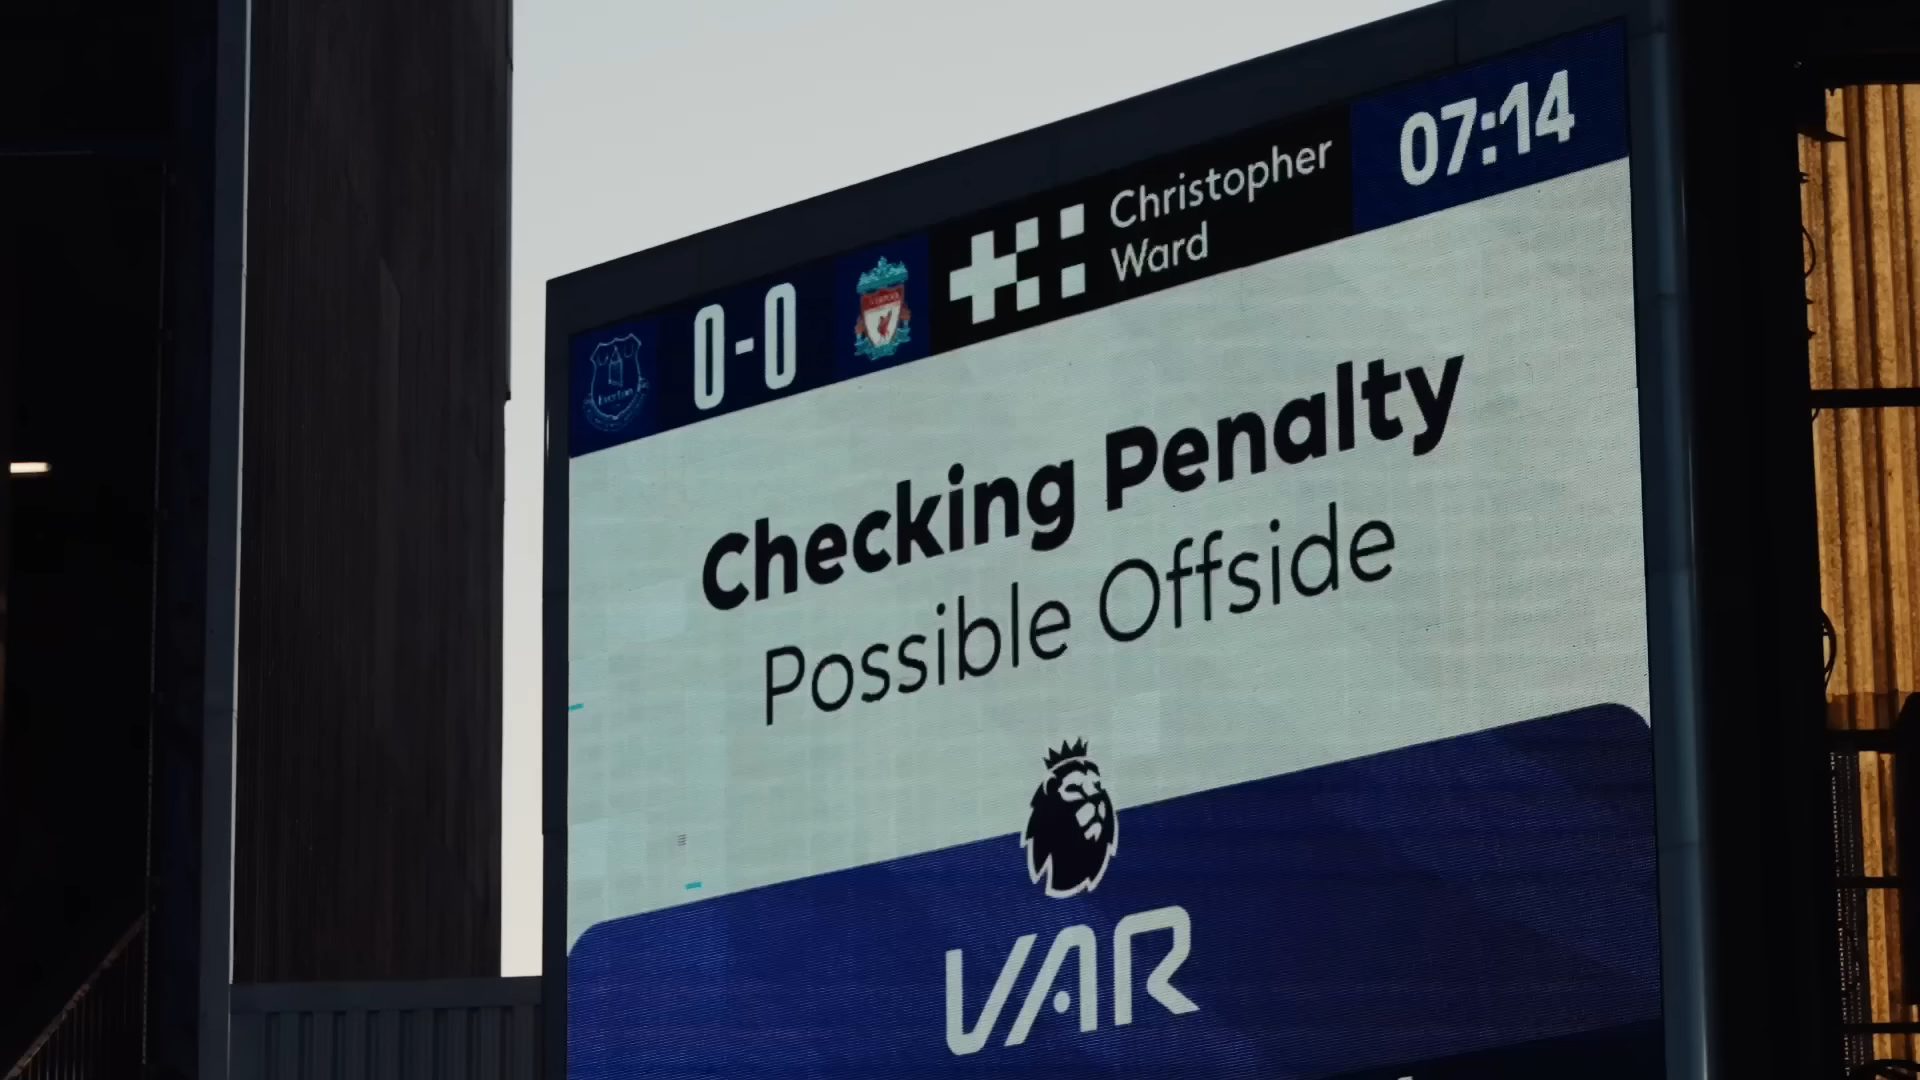 0-0
Christopher
Ward
07:14
Checking Penalty
Possible Offside
VAR